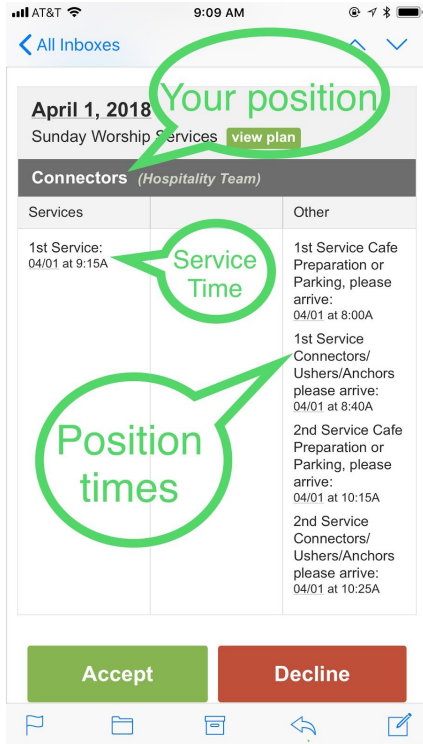 AT&T
9:09 AM
All Inboxes
Your position
April 1, 2018
Sunday Worship Services view plan
Connectors (Hospitality Team)
Services
Other
1st Service:
04/01 at 9:15A
Service
Time
Position
times
1st Service Cafe
Preparation or
Parking, please
arrive:
04/01 at 8:00A
1st Service
Connectors/
Ushers/Anchors
please arrive:
04/01 at 8:40A
2nd Service Cafe
Preparation or
Parking, please
arrive:
04/01 at 10:15A
2nd Service
Connectors/
Ushers/Anchors
please arrive:
04/01 at 10:25A
Accept
Decline